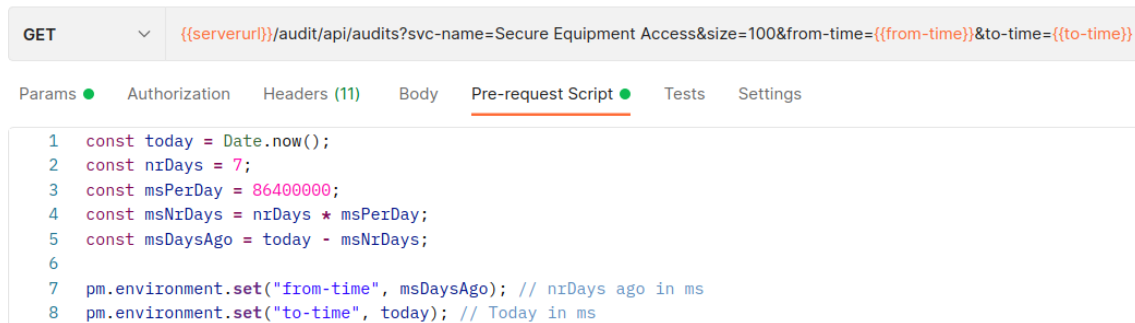 GET {{serverurl}}/audit/api/audits?svc-name=Secure Equipment Access&size=100&from-time={{from-time}}&to-time={{to-time}}
Params Authorization Headers (11) Body Pre-request Script Tests Settings
1 const today = Date.now();
2 const nrDays = 7;
3 const msPerDay = 86400000;
4 const msNrDays = nrDays * msPerDay;
5 const msDaysAgo = today - msNrDays;
6
7 pm.environment.set("from-time", msDaysAgo); // nrDays ago in ms
8 pm.environment.set("to-time", today); // Today in ms